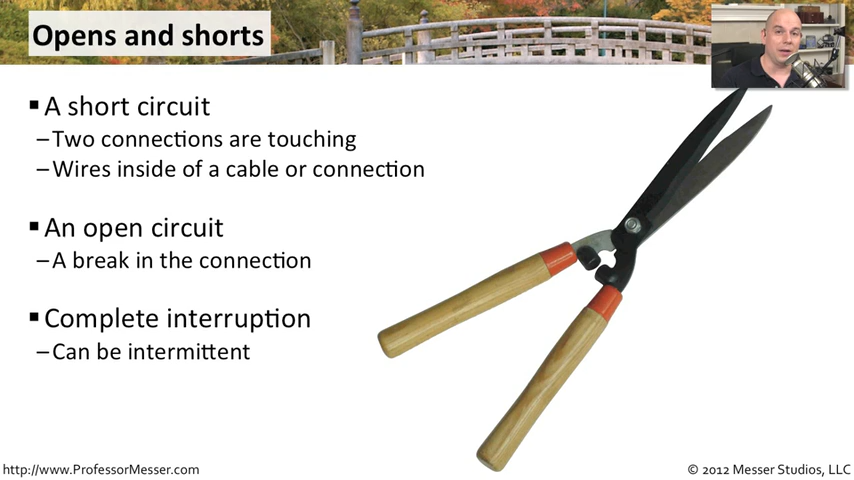 Opens and shorts
▪ A short circuit
– Two connections are touching
– Wires inside of a cable or connection
▪ An open circuit
– A break in the connection
▪ Complete interruption
– Can be intermittent
http://www.ProfessorMesser.com
© 2012 Messer Studios, LLC